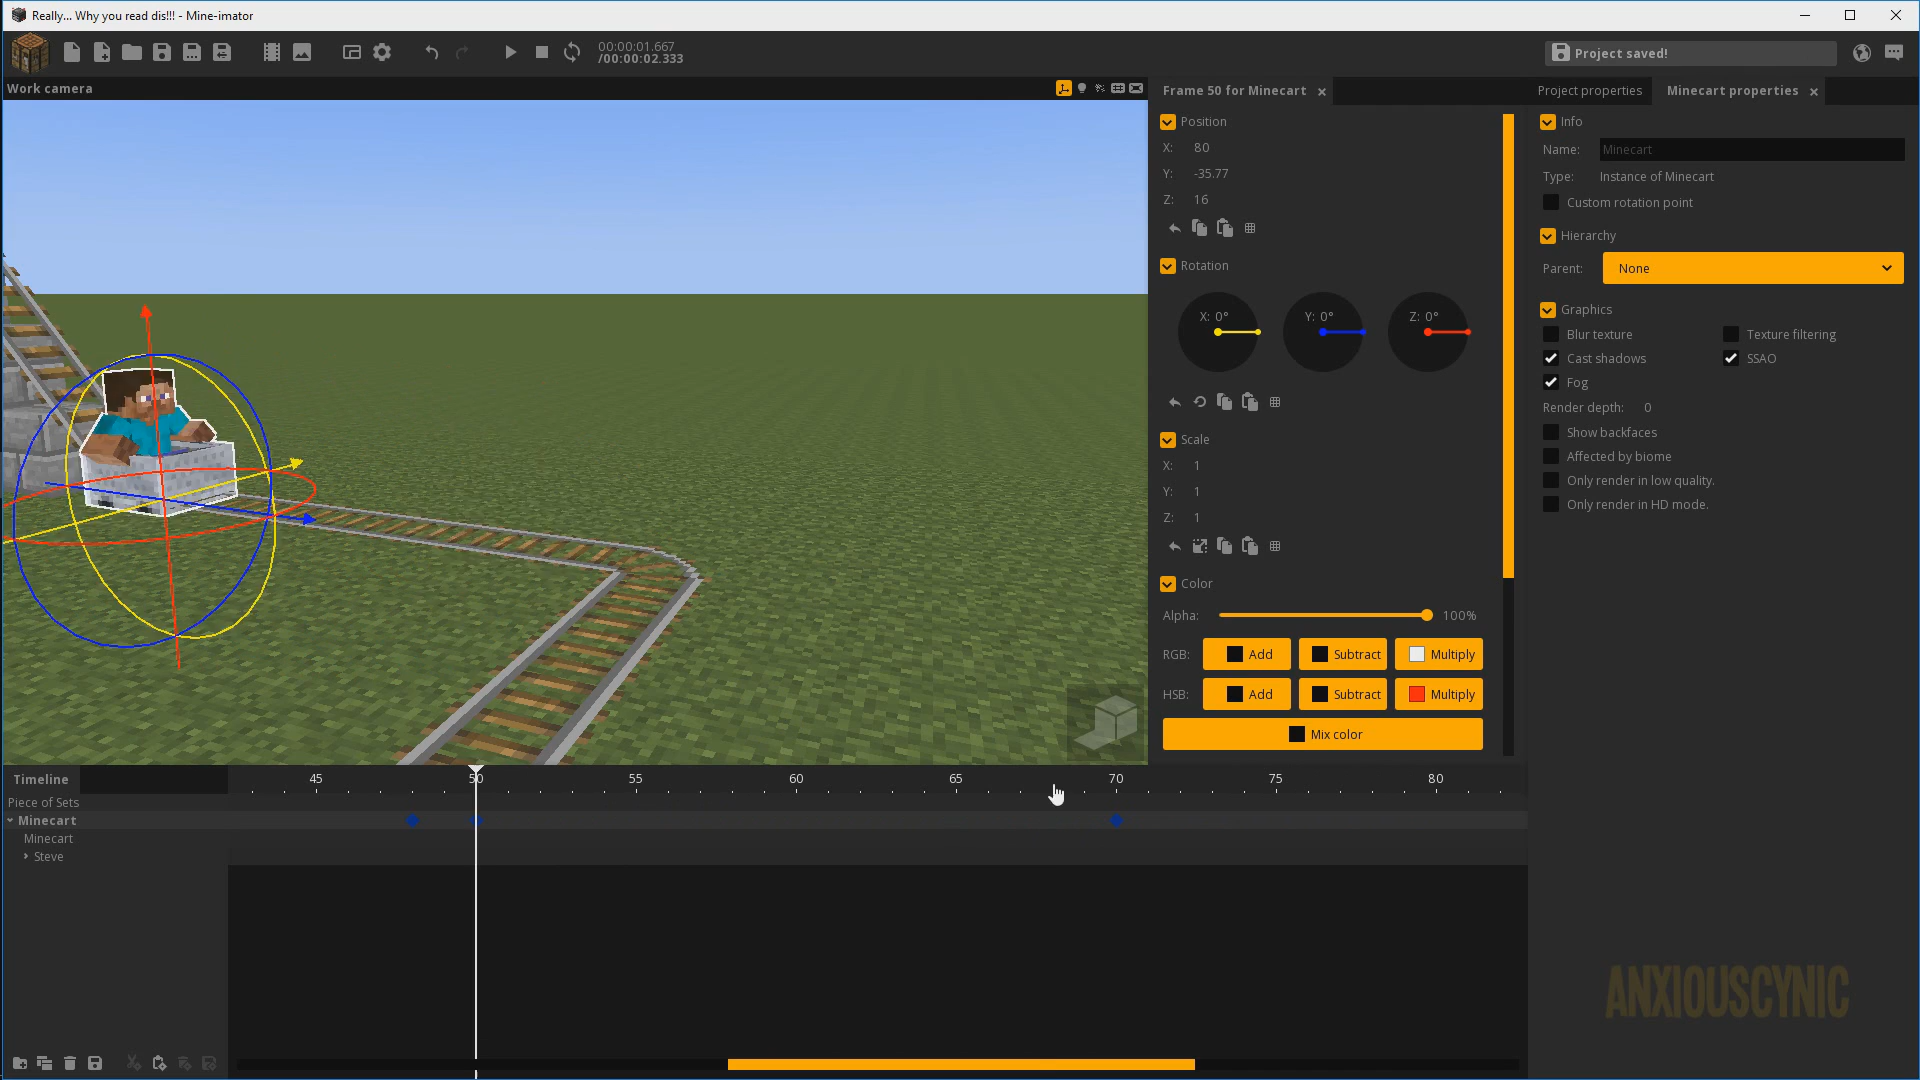 Really... Why you read dis!!! - Mine-imator
00:00:01.667
/00:00:02.333
Project saved!
Work camera
Frame 50 for Minecart
Position
X: 80
Y: -35.77
Z: 16
Rotation
X: 0° Y: 0° Z: 0°
Scale
X: 1
Y: 1
Z: 1
Color
Alpha: 100%
RGB: Add Subtract Multiply
HSB: Add Subtract Multiply
Mix color
Project properties Minecart properties
Info
Name: Minecart
Type: Instance of Minecart
Custom rotation point
Hierarchy
Parent: None
Graphics
Blur texture Texture filtering
Cast shadows SSAO
Fog
Render depth: 0
Show backfaces
Affected by biome
Only render in low quality.
Only render in HD mode.
Timeline 45 50 55 60 65 70 75 80
Piece of Sets
Minecart
Minecart
Steve
ANXIOUSCYNIC